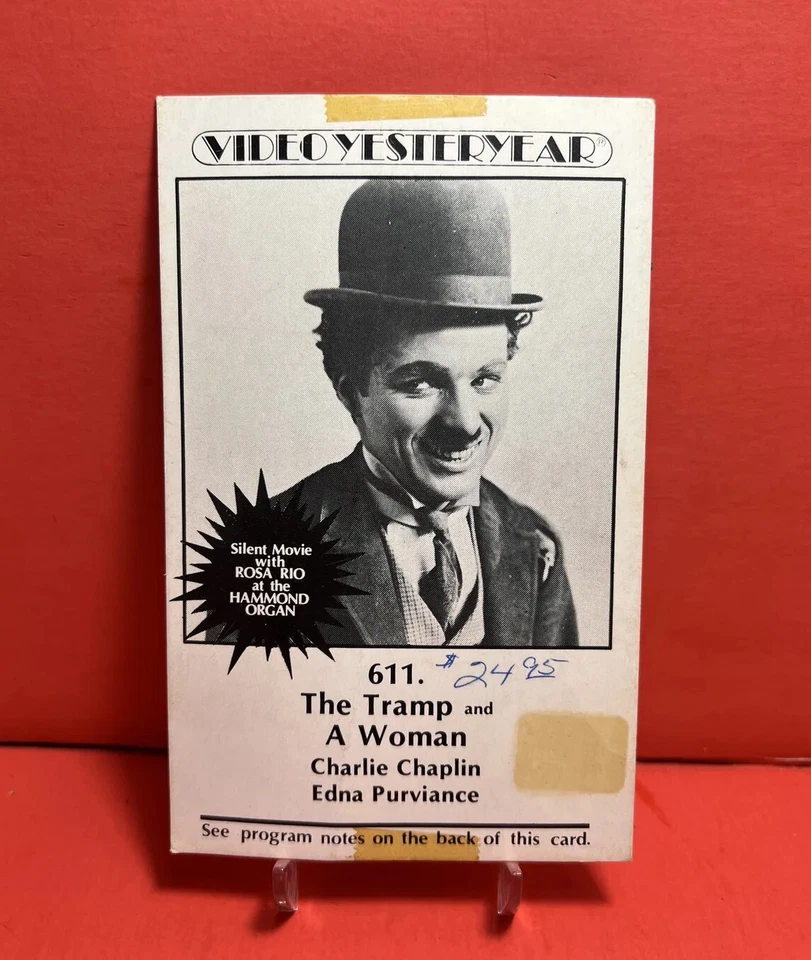 VIDEO YESTERYEAR®
Silent Movie
with
ROSA RIO
at the
HAMMOND
ORGAN
611. $24 95
The Tramp and
A Woman
Charlie Chaplin
Edna Purviance
See program notes on the back of this card.